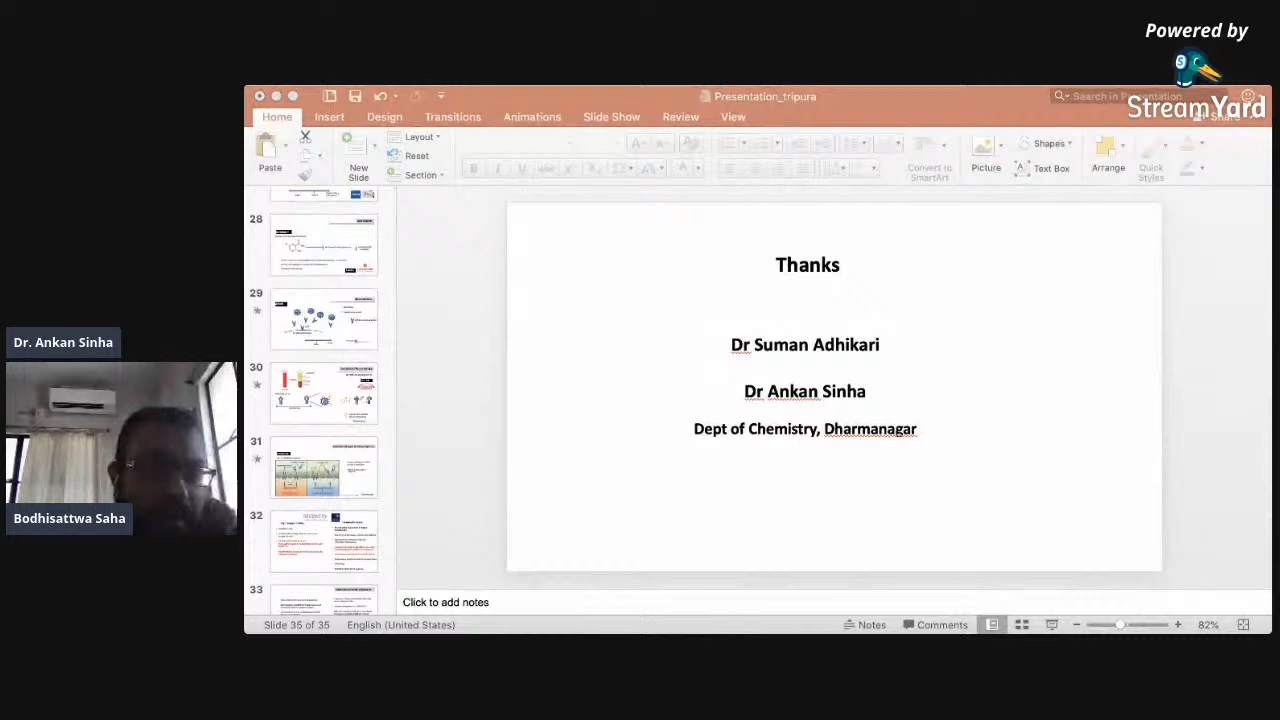 Powered by
StreamYard
Presentation_tripura
Search in Presentation
Home Insert Design Transitions Animations Slide Show Review View Share
Paste
New
Slide
Layout
Reset
Section
Convert to
SmartArt
Picture
Shapes
Text Box
Arrange
Quick
Styles
28
29
30
31
32
33
Thanks
Dr Suman Adhikari
Dr Ankan Sinha
Dept of Chemistry, Dharmanagar
Click to add notes
Slide 35 of 35 English (United States) Notes Comments 82%
Dr. Ankan Sinha
Bodhisattwa Saha